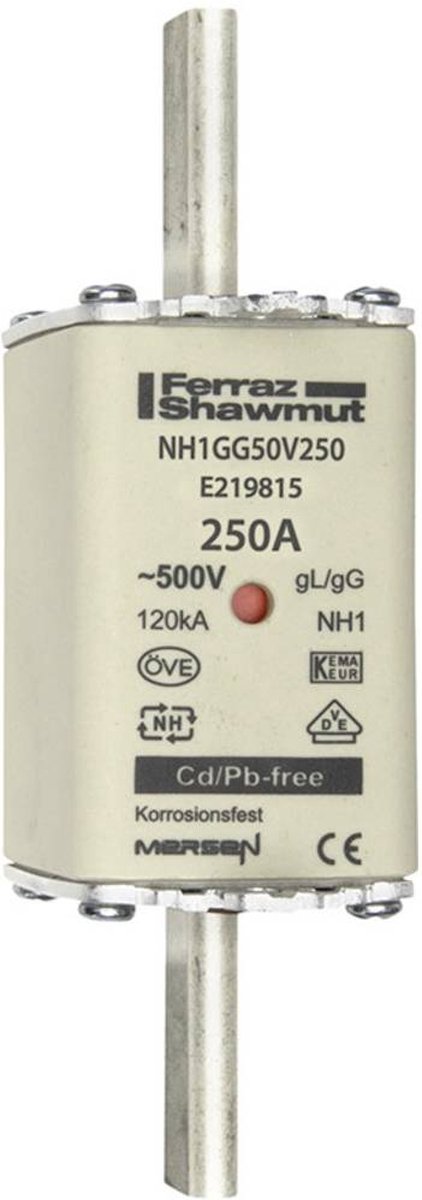 Ferraz
Shawmut
NH1GG50V250
E219815
250A
~500V gL/gG
120kA NH1
ÖVE KEMA
KEUR
NH VDE
Cd/Pb-free
Korrosionsfest
MERSEN CE